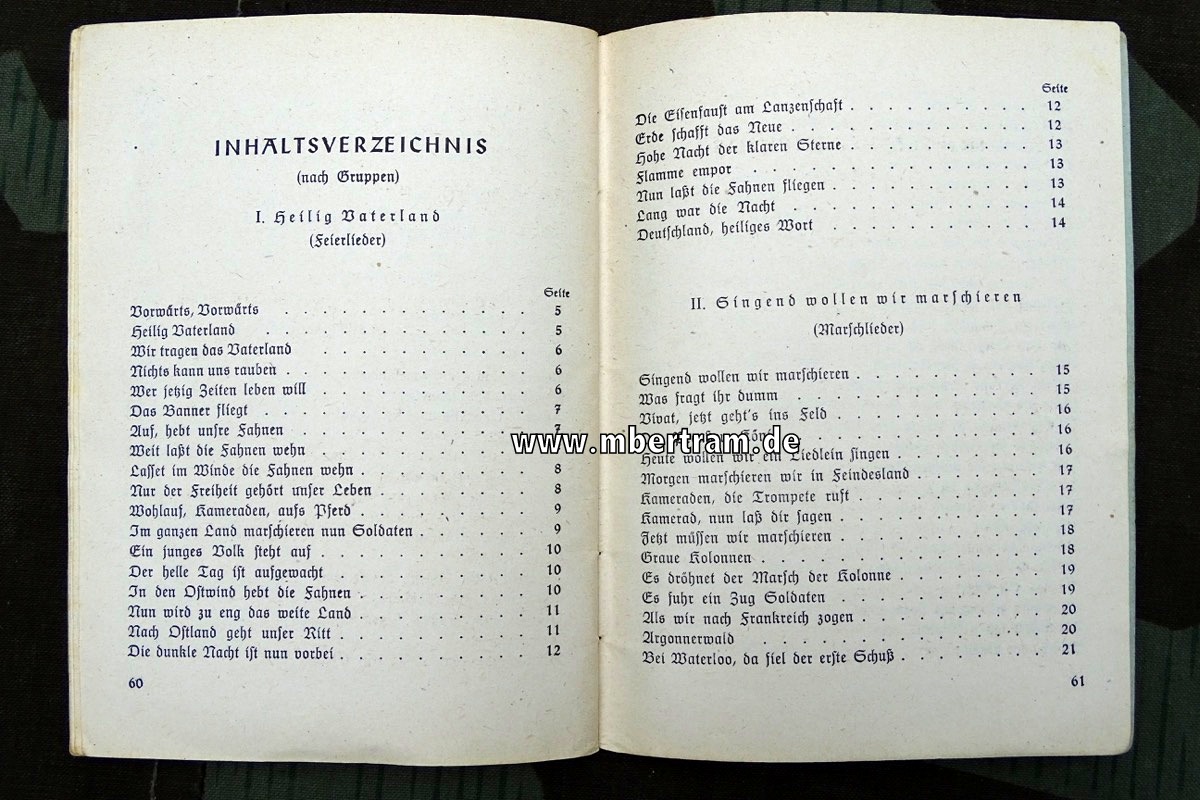 INHALTSVERZEICHNIS
(nach Gruppen)
I. Heilig Vaterland
(Feierlieder)
Seite
Vorwärts, Vorwärts . . . . . . . . . . . . . 5
Heilig Vaterland . . . . . . . . . . . . . 5
Wir tragen das Vaterland . . . . . . . . . . . 6
Nichts kann uns rauben . . . . . . . . . . . . 6
Wer jetzig Zeiten leben will . . . . . . . . . . . 6
Das Banner fliegt . . . . . . . . . . . . . 7
Auf, hebt unsre Fahnen . . . . . . . . . . . 7
Weit laßt die Fahnen wehn . . . . . . . . . .
Lasset im Winde die Fahnen wehn . . . . . . . . . 8
Nur der Freiheit gehört unser Leben . . . . . . . . 8
Wohlauf, Kameraden, aufs Pferd . . . . . . . . . 9
Im ganzen Land marschieren nun Soldaten . . . . . . 9
Ein junges Volk steht auf . . . . . . . . . . . 10
Der helle Tag ist aufgewacht . . . . . . . . . . 10
In den Ostwind hebt die Fahnen . . . . . . . . . 10
Nun wird zu eng das weite Land . . . . . . . . . 11
Nach Ostland geht unser Ritt . . . . . . . . . . 11
Die dunkle Nacht ist nun vorbei . . . . . . . . . . 12
60
Seite
Die Eisenfaust am Lanzenschaft . . . . . . . . . . 12
Erde schafft das Neue . . . . . . . . . . . . 12
Hohe Nacht der klaren Sterne . . . . . . . . . . 13
Flamme empor . . . . . . . . . . . . . . 13
Nun laßt die Fahnen fliegen . . . . . . . . . . . 13
Lang war die Nacht . . . . . . . . . . . . 14
Deutschland, heiliges Wort . . . . . . . . . . 14
II. Singend wollen wir marschieren
(Marschlieder)
Singend wollen wir marschieren . . . . . . . . . . 15
Was fragt ihr dumm . . . . . . . . . . . . 15
Vivat, jetzt geht's ins Feld . . . . . . . . . . 16
16
www.mbertram.de
Heute wollen wir ein Liedlein singen . . . . . . . . 16
Morgen marschieren wir in Feindesland . . . . . . . 17
Kameraden, die Trompete ruft . . . . . . . . . . 17
Kamerad, nun laß dir sagen . . . . . . . . . . . 17
Jetzt müssen wir marschieren . . . . . . . . . . . 18
Graue Kolonnen . . . . . . . . . . . . . . 18
Es dröhnet der Marsch der Kolonne . . . . . . . . 19
Es fuhr ein Zug Soldaten . . . . . . . . . . . 19
Als wir nach Frankreich zogen . . . . . . . . . . 20
Argonnerwald . . . . . . . . . . . . . . 20
Bei Waterloo, da fiel der erste Schuß . . . . . . . . 21
61